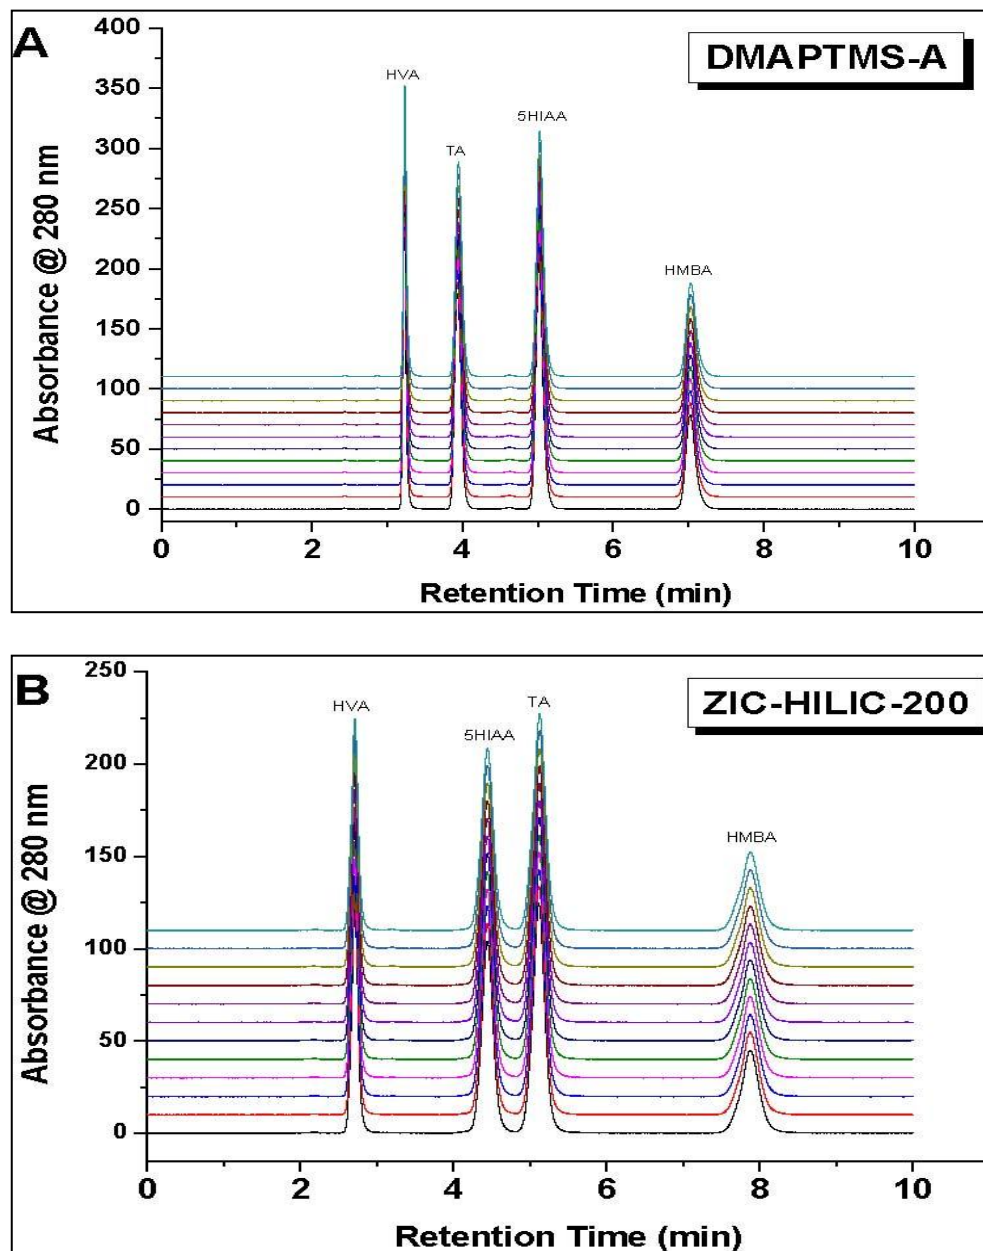 A
DMAPTMS-A
400
350
300
250
200
150
100
50
0
HVA
TA
5HIAA
HMBA
Absorbance @ 280 nm
0 2 4 6 8 10
Retention Time (min)
B
ZIC-HILIC-200
250
200
150
100
50
0
HVA
5HIAA
TA
HMBA
Absorbance @ 280 nm
0 2 4 6 8 10
Retention Time (min)